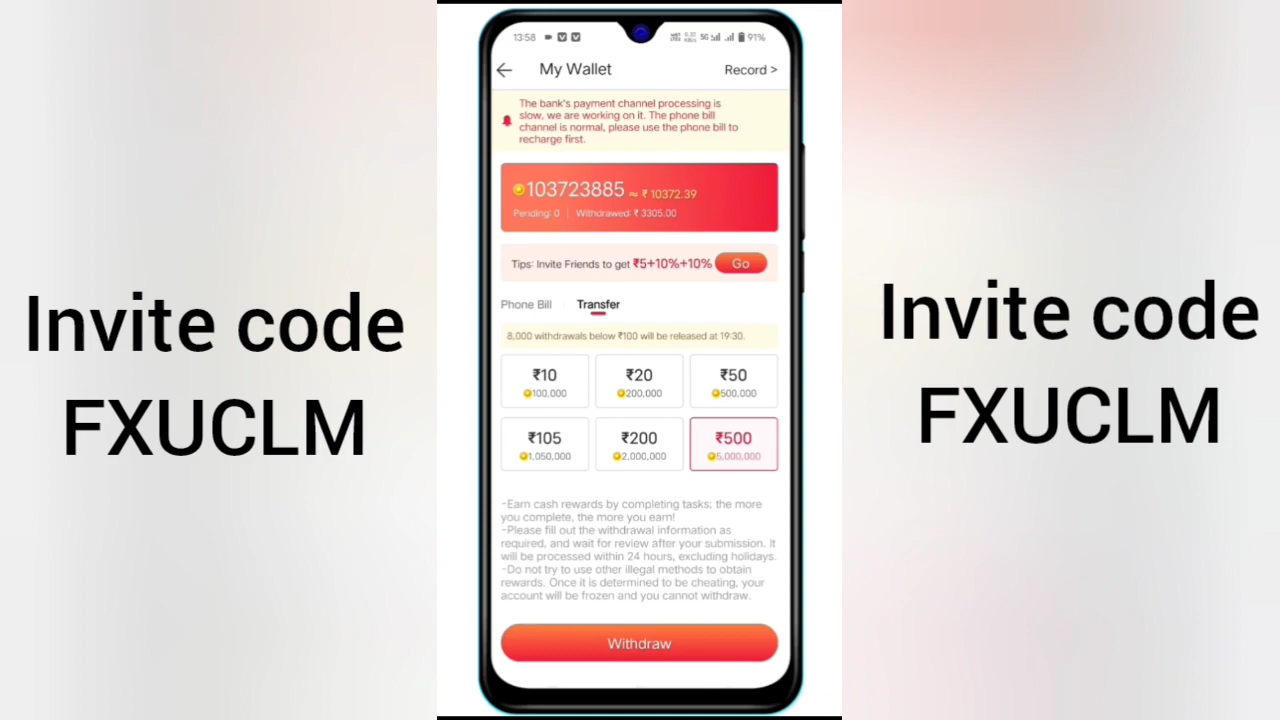 Invite code
FXUCLM
13:58
5G
91%
My Wallet
Record >
The bank's payment channel processing is
slow, we are working on it. The phone bill
channel is normal, please use the phone bill to
recharge first.
103723885 ≈ ₹ 10372.39
Pending: 0 | Withdrawed: ₹ 3305.00
Tips: Invite Friends to get ₹5+10%+10% Go
Phone Bill Transfer
8,000 withdrawals below ₹100 will be released at 19:30.
₹10 ₹20 ₹50
100,000 200,000 500,000
₹105 ₹200 ₹500
1,050,000 2,000,000 5,000,000
-Earn cash rewards by completing tasks; the more
you complete, the more you earn!
-Please fill out the withdrawal information as
required, and wait for review after your submission. It
will be processed within 24 hours, excluding holidays.
-Do not try to use other illegal methods to obtain
rewards. Once it is determined to be cheating, your
account will be frozen and you cannot withdraw.
Withdraw
Invite code
FXUCLM